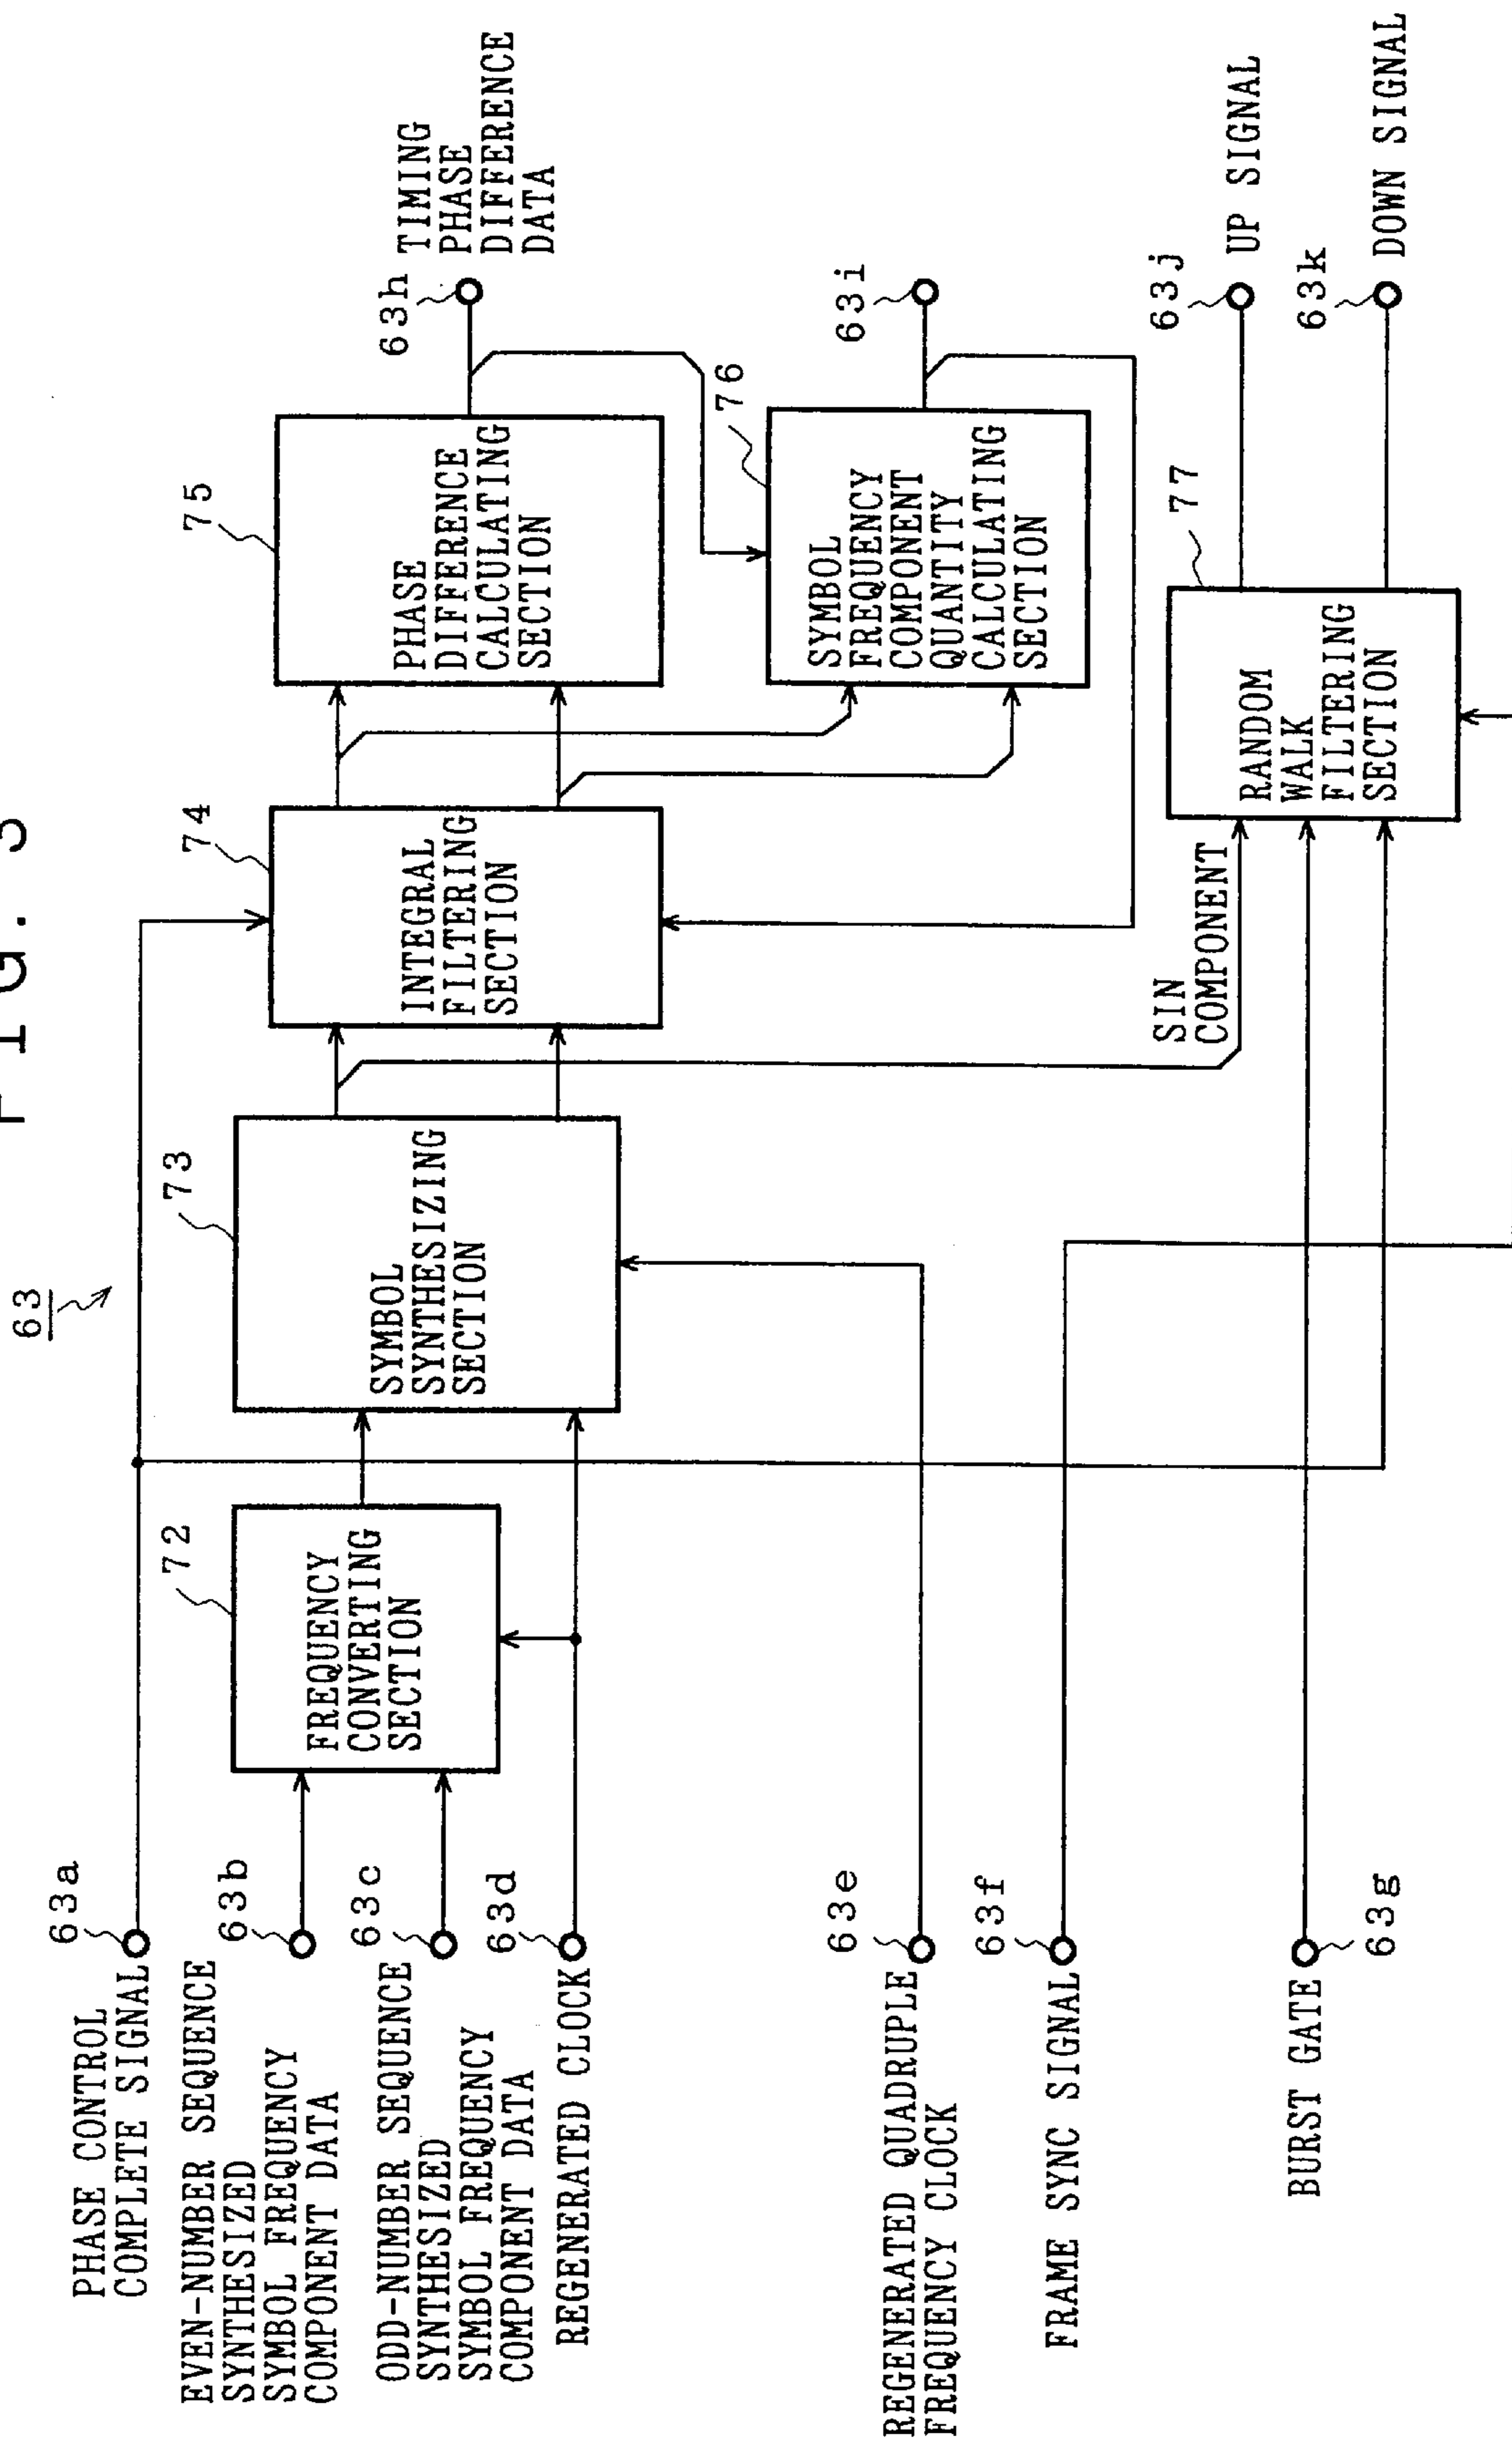 FIG. 3
63
PHASE CONTROL
COMPLETE SIGNAL
63a
EVEN-NUMBER SEQUENCE
SYNTHESIZED
SYMBOL FREQUENCY
COMPONENT DATA
63b
ODD-NUMBER SEQUENCE
SYNTHESIZED
SYMBOL FREQUENCY
COMPONENT DATA
63c
REGENERATED CLOCK
63d
REGENERATED QUADRUPLE
FREQUENCY CLOCK
63e
FRAME SYNC SIGNAL
63f
BURST GATE
63g
72
FREQUENCY
CONVERTING
SECTION
73
SYMBOL
SYNTHESIZING
SECTION
74
INTEGRAL
FILTERING
SECTION
75
PHASE
DIFFERENCE
CALCULATING
SECTION
63h
TIMING
PHASE
DIFFERENCE
DATA
76
SYMBOL
FREQUENCY
COMPONENT
QUANTITY
CALCULATING
SECTION
63i
SIN
COMPONENT
77
RANDOM
WALK
FILTERING
SECTION
63j
UP SIGNAL
63k
DOWN SIGNAL